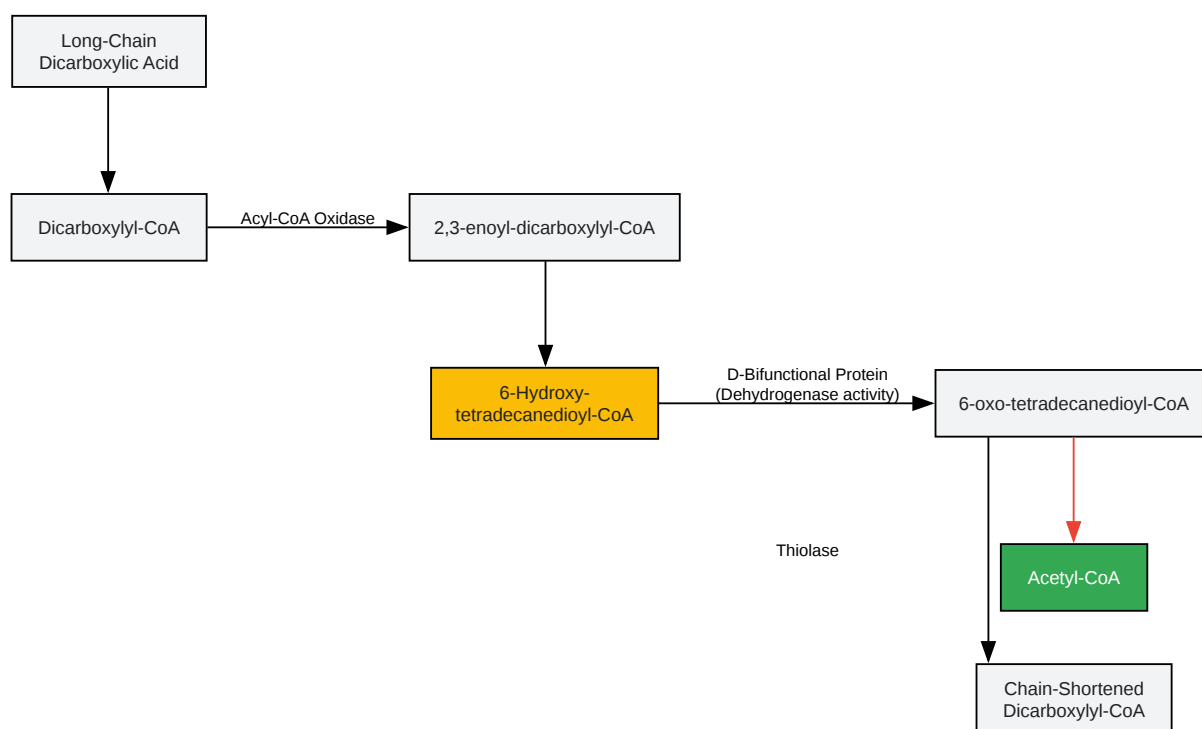 Long-Chain
Dicarboxylic Acid
Dicarboxylyl-CoA
Acyl-CoA Oxidase
2,3-enoyl-dicarboxylyl-CoA
6-Hydroxy-
tetradecanedioyl-CoA
D-Bifunctional Protein
(Dehydrogenase activity)
6-oxo-tetradecanedioyl-CoA
Thiolase
Acetyl-CoA
Chain-Shortened
Dicarboxylyl-CoA